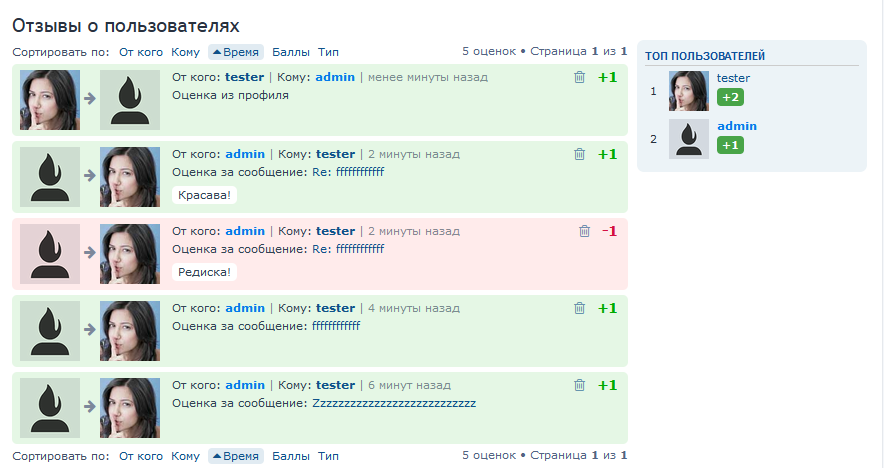 Отзывы о пользователях
Сортировать по: От кого Кому Время Баллы Тип 5 оценок • Страница 1 из 1
От кого: tester | Кому: admin | менее минуты назад +1
Оценка из профиля
От кого: admin | Кому: tester | 2 минуты назад +1
Оценка за сообщение: Re: ffffffffffff
Красава!
От кого: admin | Кому: tester | 2 минуты назад -1
Оценка за сообщение: Re: ffffffffffff
Редиска!
От кого: admin | Кому: tester | 4 минуты назад +1
Оценка за сообщение: ffffffffffff
От кого: admin | Кому: tester | 6 минут назад +1
Оценка за сообщение: Zzzzzzzzzzzzzzzzzzzzzzzzzzz
Сортировать по: От кого Кому Время Баллы Тип 5 оценок • Страница 1 из 1
ТОП ПОЛЬЗОВАТЕЛЕЙ
1 tester
+2
2 admin
+1